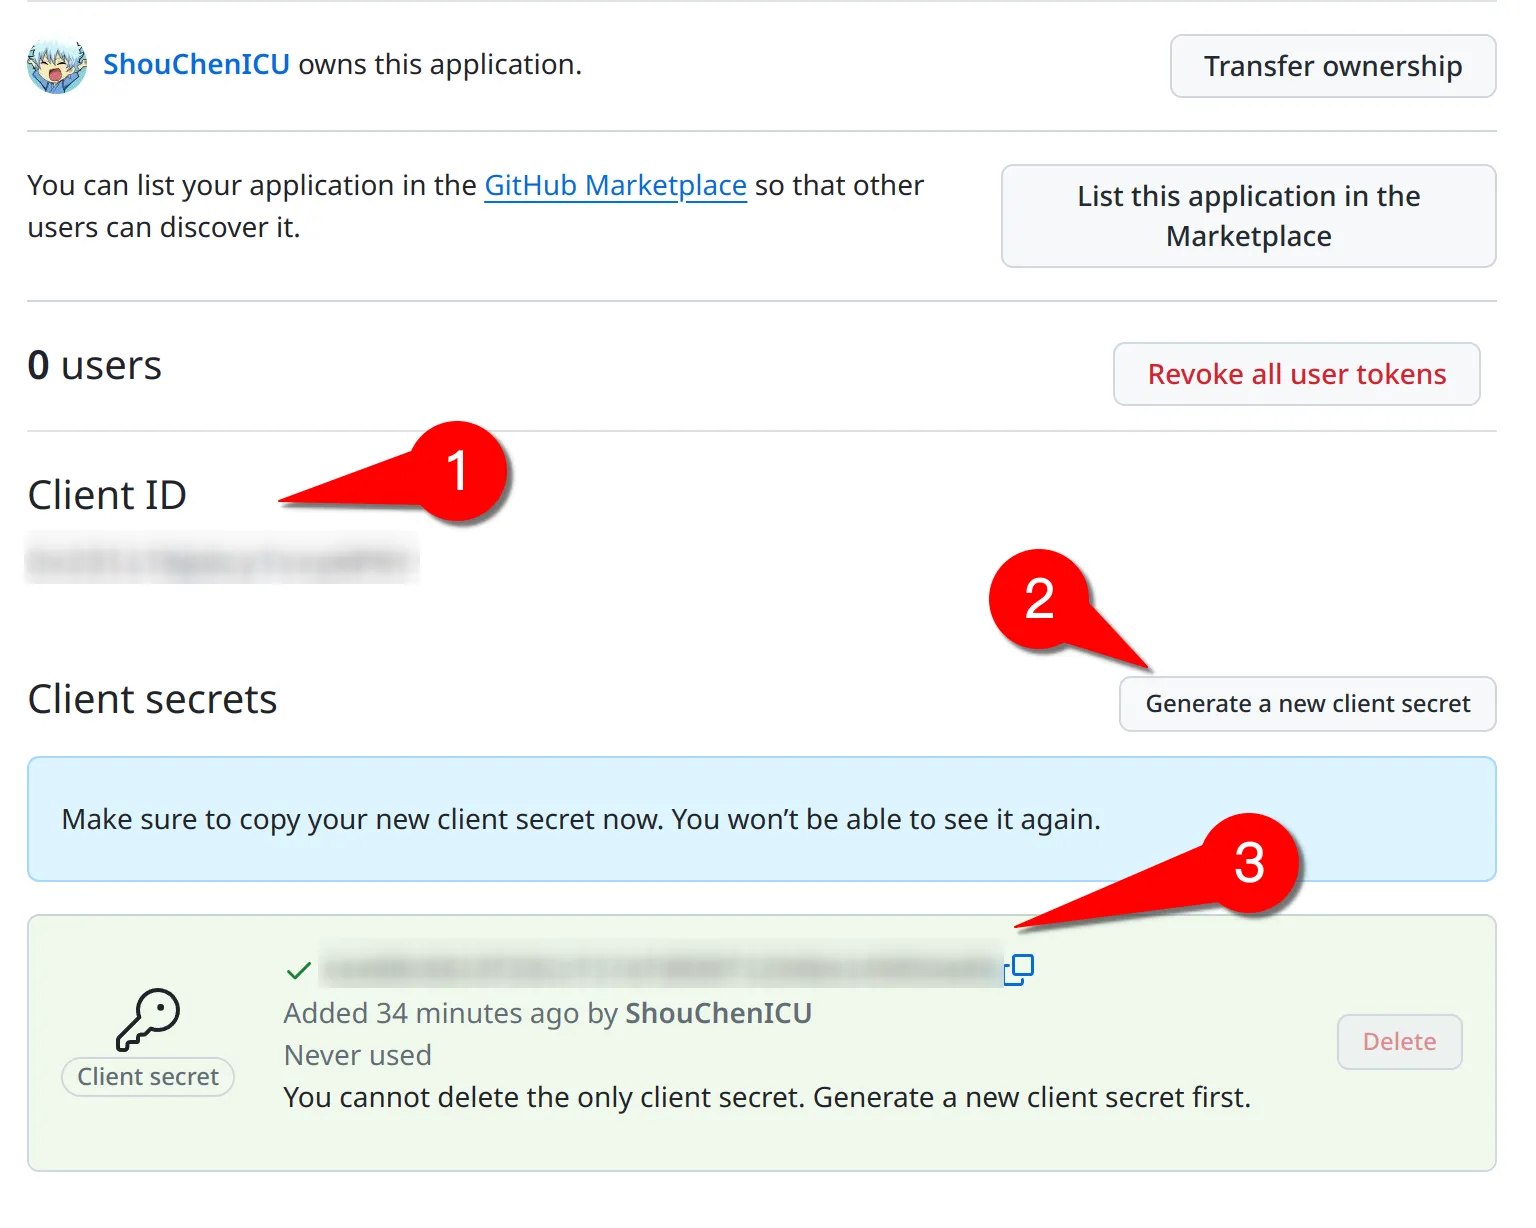 ShouChenICU owns this application.
Transfer ownership
You can list your application in the GitHub Marketplace so that other
users can discover it.
List this application in the
Marketplace
0 users
Revoke all user tokens
1
Client ID
2
Client secrets
Generate a new client secret
Make sure to copy your new client secret now. You won’t be able to see it again.
3
Added 34 minutes ago by ShouChenICU
Never used
You cannot delete the only client secret. Generate a new client secret first.
Client secret
Delete